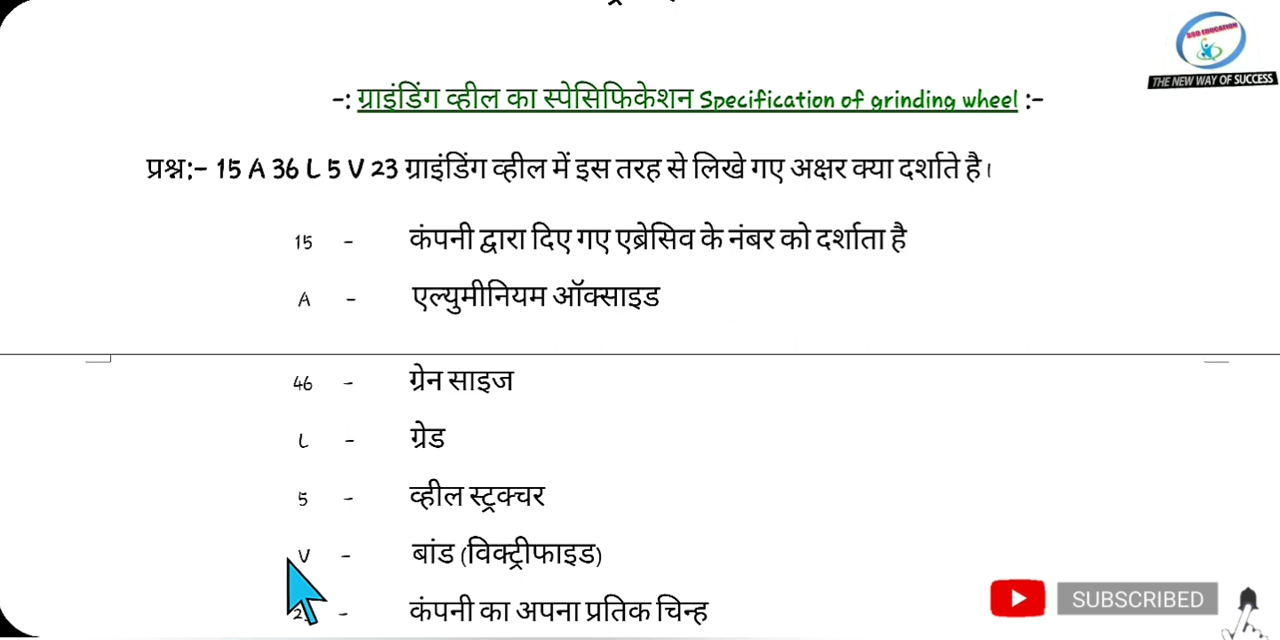 SSD EDUCATION
THE NEW WAY OF SUCCESS
-: ग्राइंडिंग व्हील का स्पेसिफिकेशन Specification of grinding wheel :-
प्रश्न:- 15 A 36 L 5 V 23 ग्राइंडिंग व्हील में इस तरह से लिखे गए अक्षर क्या दर्शाते है।
15 - कंपनी द्वारा दिए गए एब्रेसिव के नंबर को दर्शाता है
A - एल्युमीनियम ऑक्साइड
46 - ग्रेन साइज
L - ग्रेड
5 - व्हील स्ट्रक्चर
V - बांड (विक्ट्रीफाइड)
- कंपनी का अपना प्रतिक चिन्ह
SUBSCRIBED